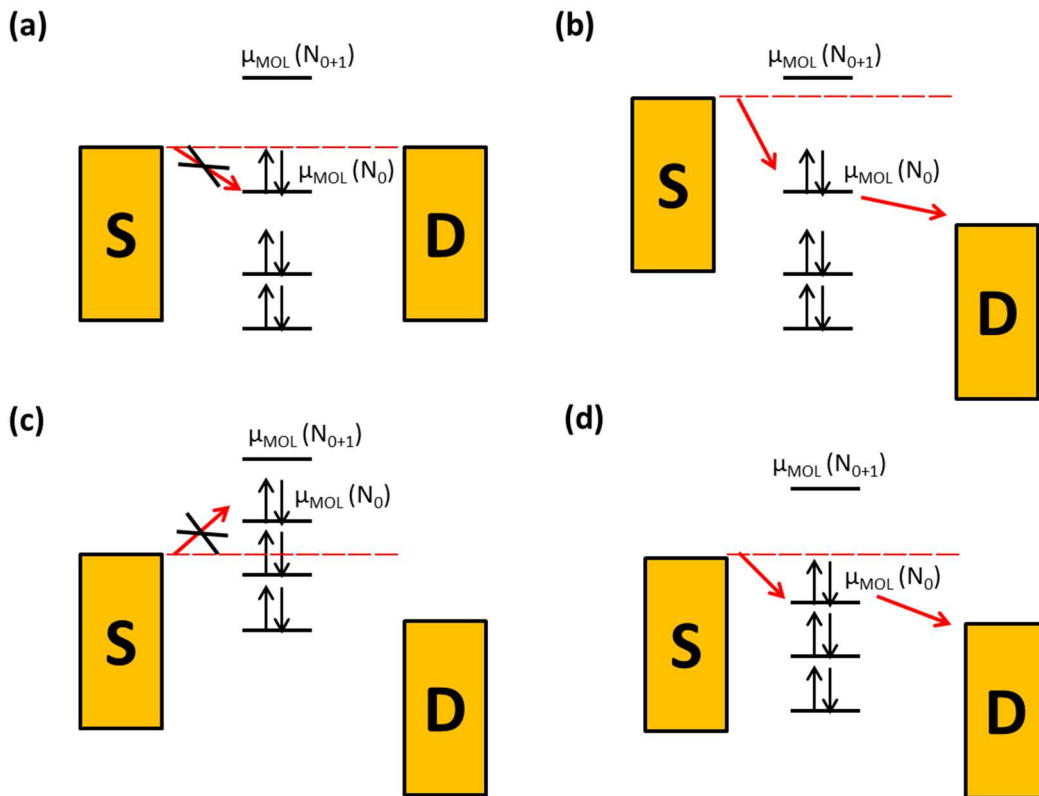 (a)
μMOL (N0+1)
μMOL (N0)
S
D
(b)
μMOL (N0+1)
μMOL (N0)
S
D
(c)
μMOL (N0+1)
μMOL (N0)
S
D
(d)
μMOL (N0+1)
μMOL (N0)
S
D